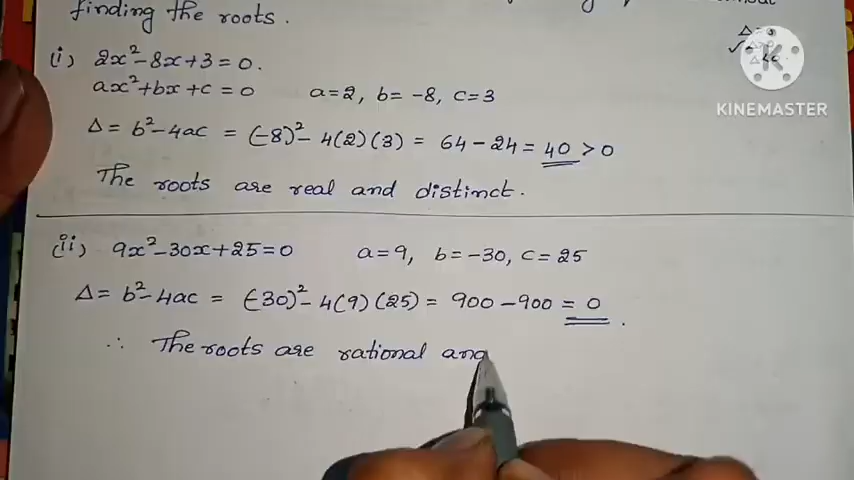 finding the roots.
(i) 2x²-8x+3=0.
ax²+bx+c=0 a=2, b=-8, c=3
Δ= b²-4ac = (-8)²-4(2)(3) = 64-24= 40 >0
The roots are real and distinct.
(ii) 9x²-30x+25=0 a=9, b=-30, c=25
Δ= b²-4ac = (-30)²-4(9)(25) = 900-900 = 0.
∴ The roots are rational and
KINEMASTER